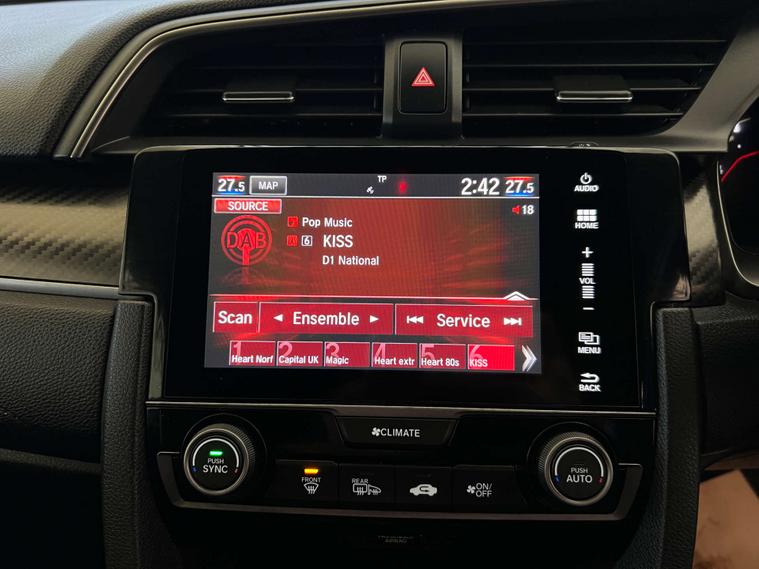 27.5 MAP TP 2:42 27.5
SOURCE
18
DAB
Pop Music
6 KISS
D1 National
Scan Ensemble Service
1 Heart Norf
2 Capital UK
3 Magic
4 Heart extr
5 Heart 80s
6 KISS
AUDIO
HOME
+
VOL
−
MENU
BACK
CLIMATE
PUSH
SYNC
FRONT
REAR
ON/
OFF
PUSH
AUTO
AIRBAG